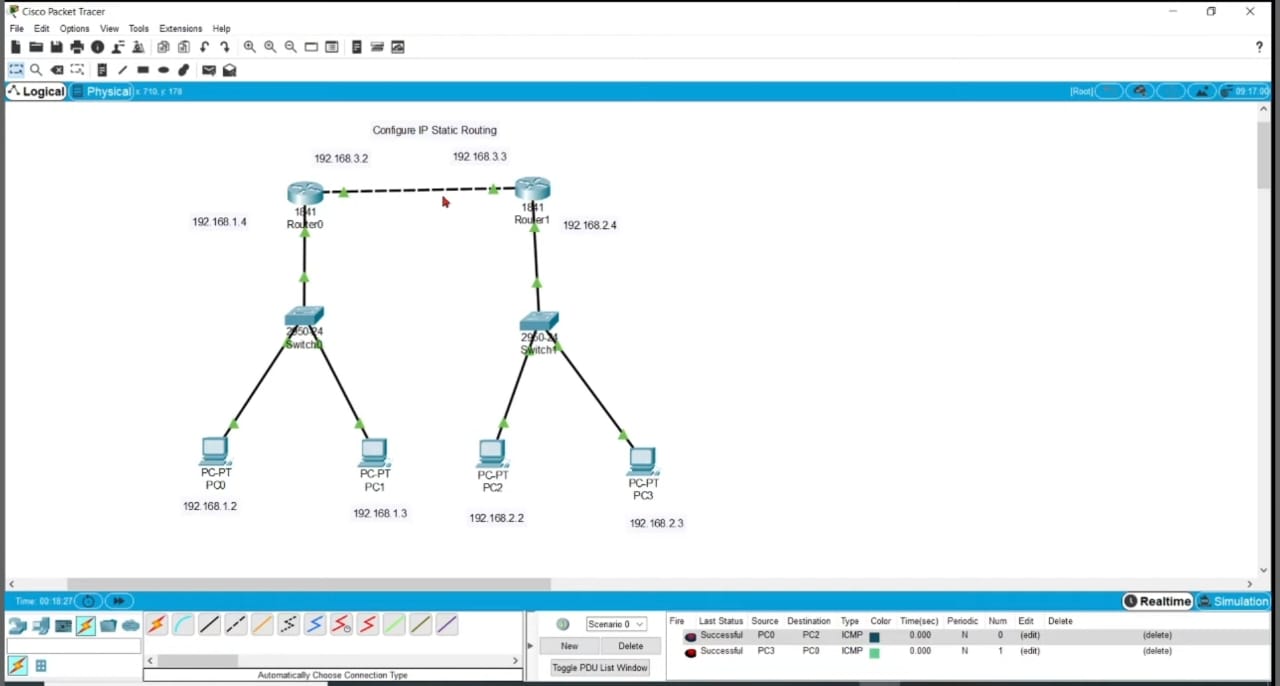 Cisco Packet Tracer
File Edit Options View Tools Extensions Help
?
Logical Physical x: 710, y: 178 [Root] 09:17:00
Configure IP Static Routing
192.168.3.2 192.168.3.3
1841
Router0
1841
Router1
192.168.1.4 192.168.2.4
2950-24
Switch0
2950-24
Switch1
PC-PT
PC0
PC-PT
PC1
PC-PT
PC2
PC-PT
PC3
192.168.1.2
192.168.1.3
192.168.2.2
192.168.2.3
Time: 00:18:27 Realtime Simulation
Scenario 0
New Delete
Toggle PDU List Window
Automatically Choose Connection Type
Fire Last Status Source Destination Type Color Time(sec) Periodic Num Edit Delete
Successful PC0 PC2 ICMP 0.000 N 0 (edit) (delete)
Successful PC3 PC0 ICMP 0.000 N 1 (edit) (delete)